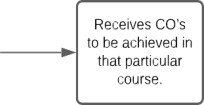 Receives CO's
to be achieved in
that particular
course.